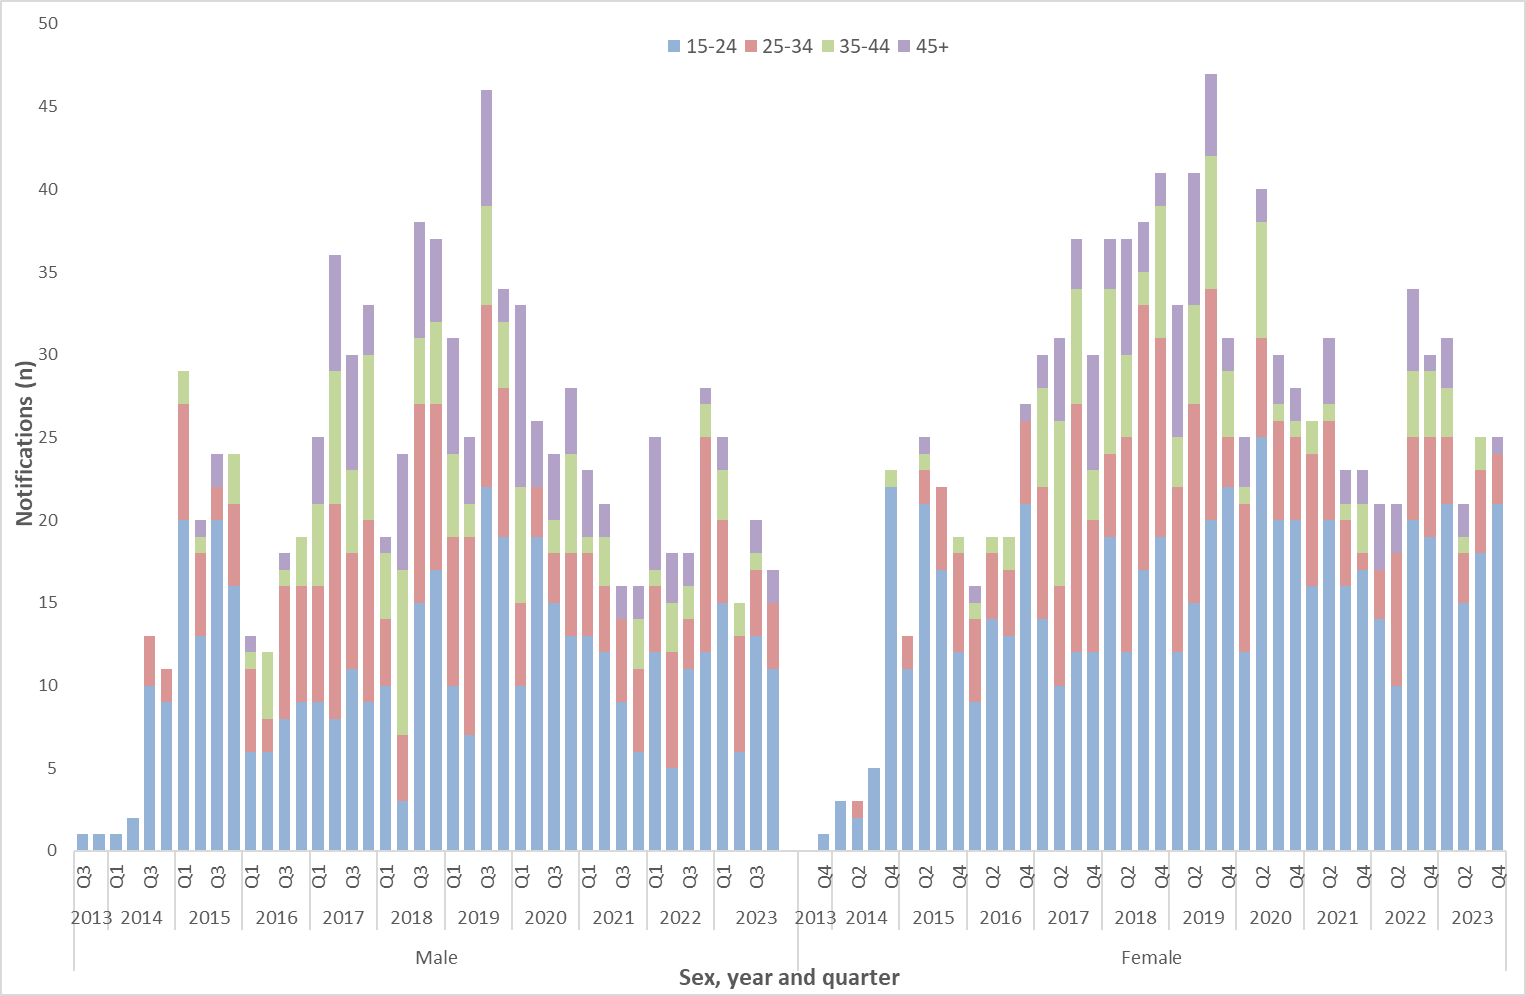 50
45
40
35
30
25
20
15
10
5
0
Notifications (n)
15-24 25-34 35-44 45+
Q3 Q1 Q3 Q1 Q3 Q1 Q3 Q1 Q3 Q1 Q3 Q1 Q3 Q1 Q3 Q1 Q3 Q1 Q3 Q1 Q3 Q4 Q2 Q4 Q2 Q4 Q2 Q4 Q2 Q4 Q2 Q4 Q2 Q4 Q2 Q4 Q2 Q4 Q2 Q4 Q2 Q4
2013 2014 2015 2016 2017 2018 2019 2020 2021 2022 2023 2013 2014 2015 2016 2017 2018 2019 2020 2021 2022 2023
Male Female
Sex, year and quarter